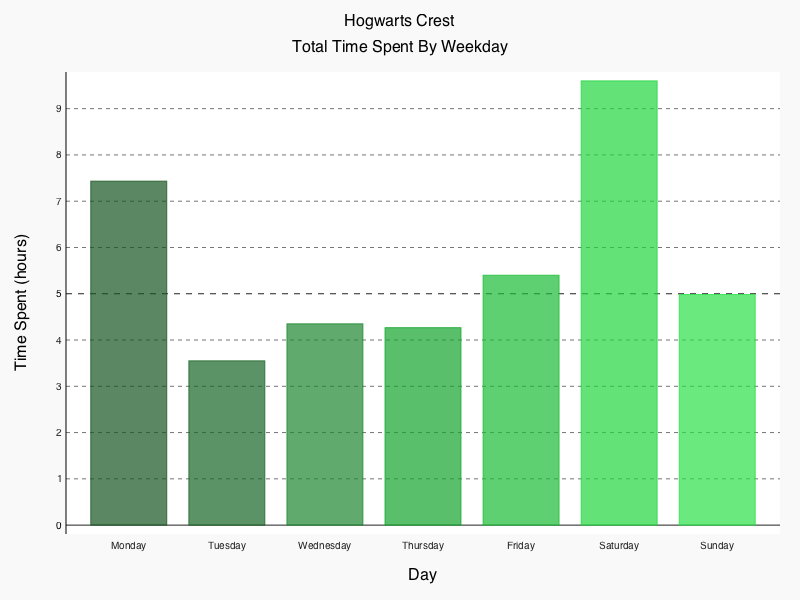 Hogwarts Crest
Total Time Spent By Weekday
Time Spent (hours)
9
8
7
6
5
4
3
2
1
0
Monday Tuesday Wednesday Thursday Friday Saturday Sunday
Day